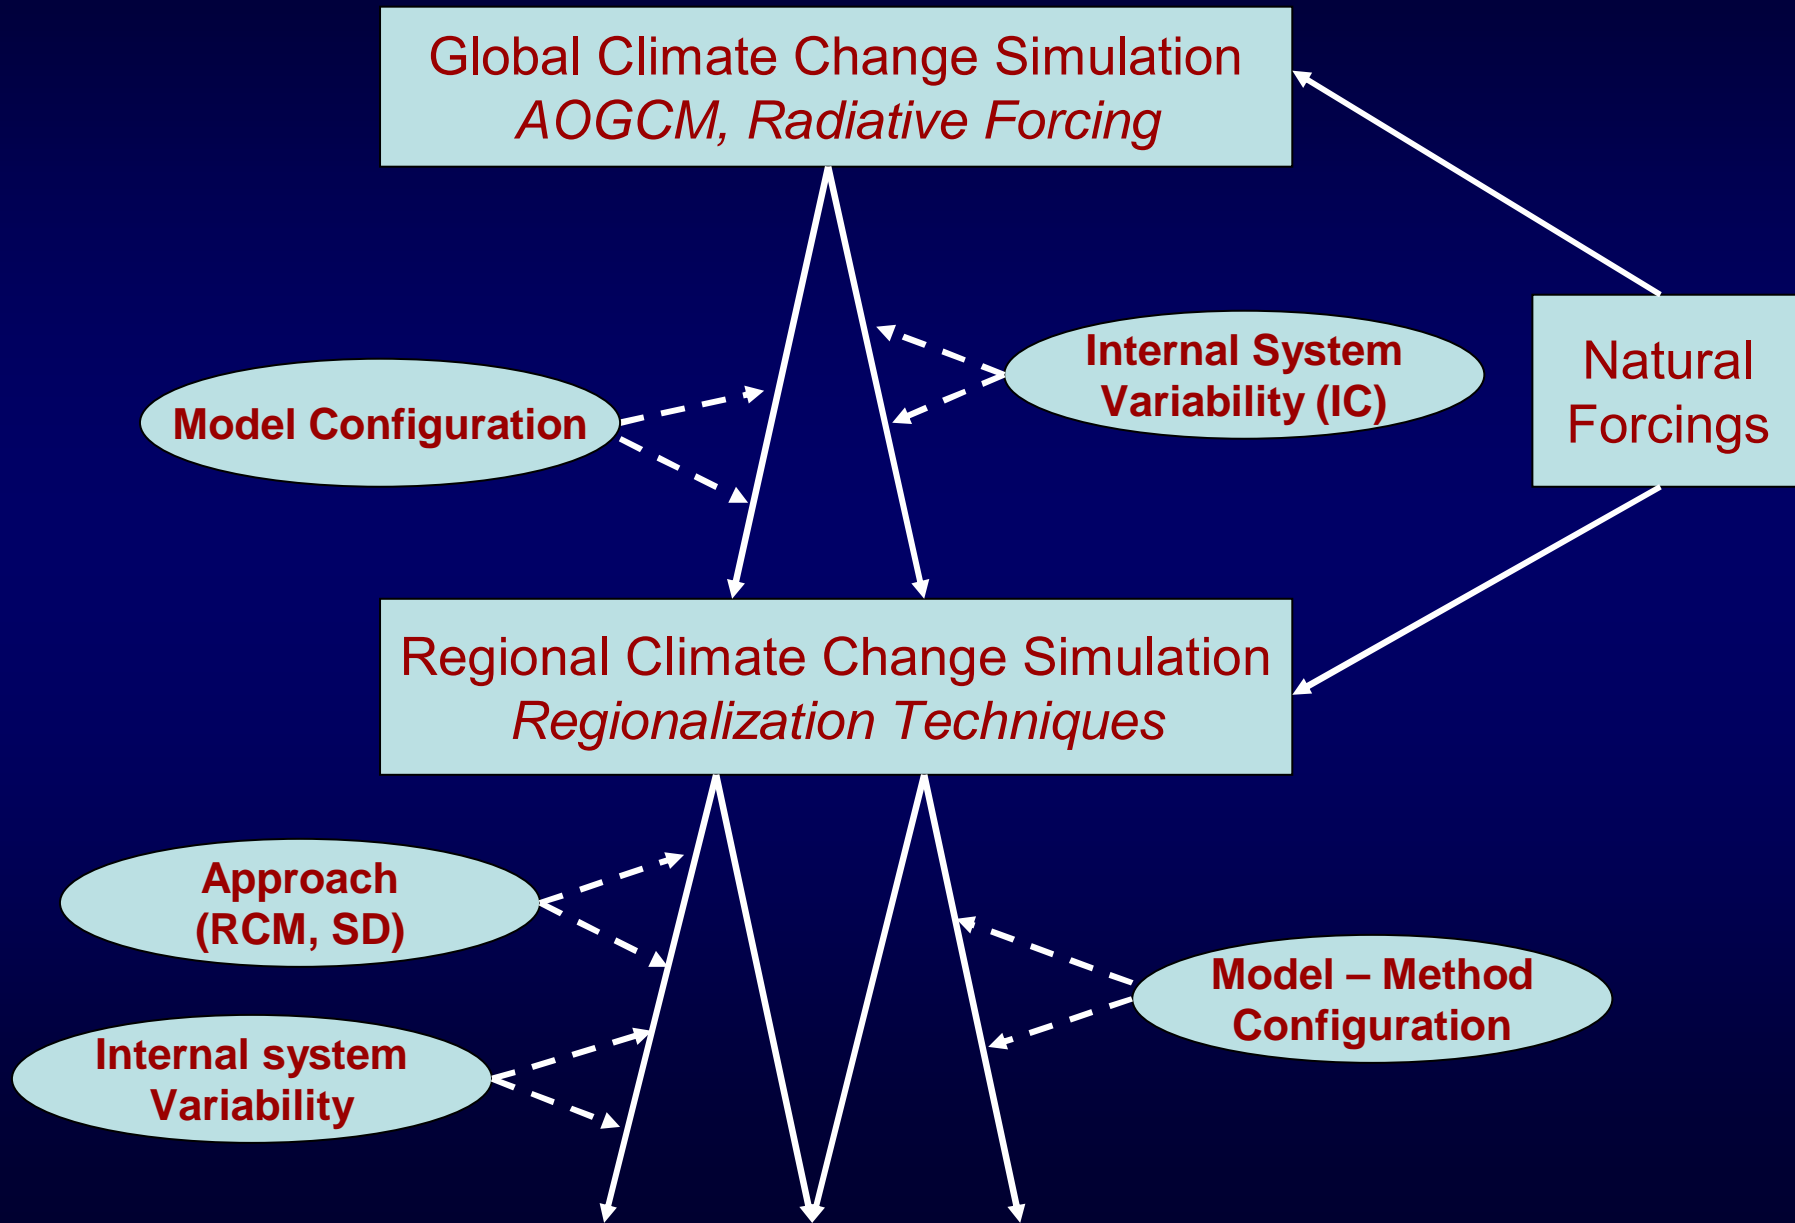 Global Climate Change Simulation
AOGCM, Radiative Forcing
Internal System
Variability (IC)
Natural
Forcings
Model Configuration
Regional Climate Change Simulation
Regionalization Techniques
Approach
(RCM, SD)
Model – Method
Configuration
Internal system
Variability